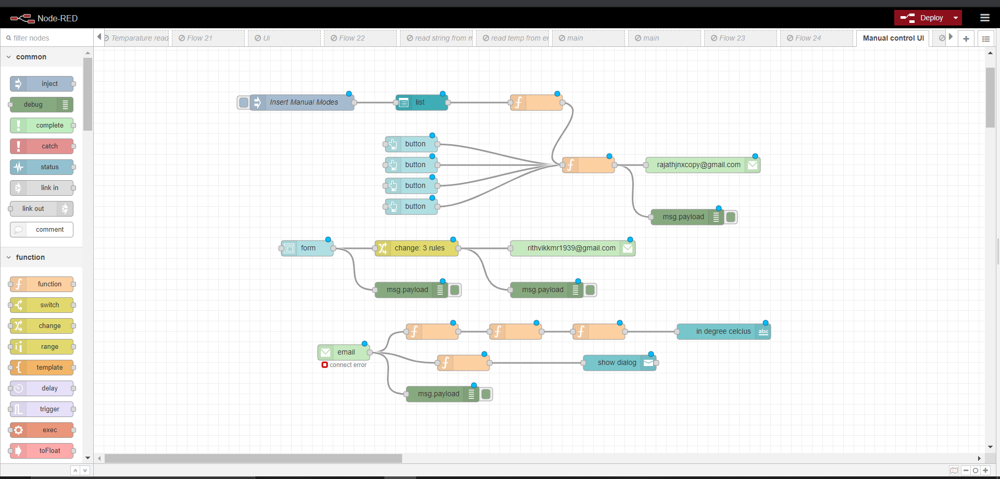 Node-RED
Deploy
filter nodes
Temparature read
Flow 21
Ui
Flow 22
read string from m
read temp from er
main
main
Flow 23
Flow 24
Manual control UI
common
inject
debug
complete
catch
status
link in
link out
comment
function
function
switch
change
range
template
delay
trigger
exec
toFloat
Insert Manual Modes
list
button
button
button
button
rajathjnxcopy@gmail.com
msg.payload
form
change: 3 rules
rithvikkmr1939@gmail.com
msg.payload
msg.payload
email
connect error
in degree celcius
abc
show dialog
msg.payload